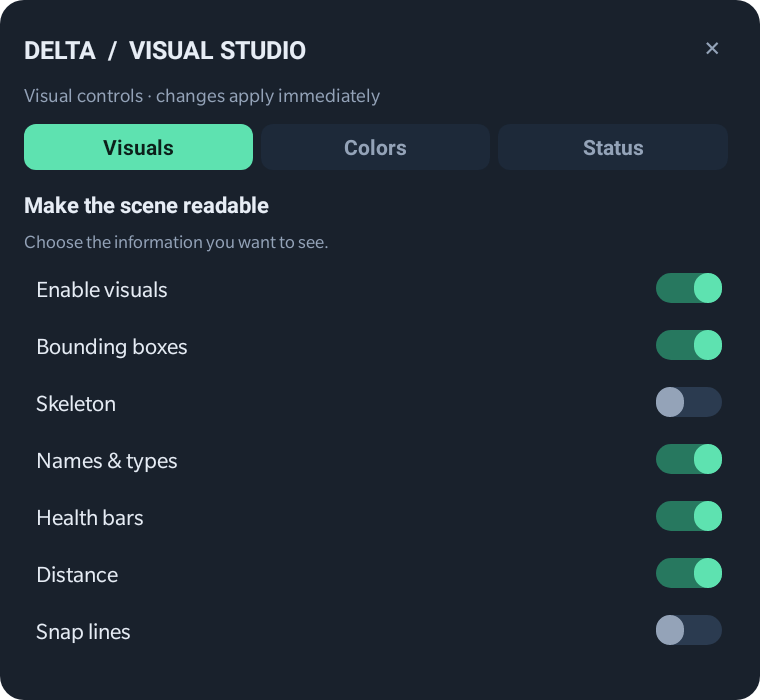 DELTA / VISUAL STUDIO
×
Visual controls · changes apply immediately
Visuals
Colors
Status
Make the scene readable
Choose the information you want to see.
Enable visuals
Bounding boxes
Skeleton
Names & types
Health bars
Distance
Snap lines